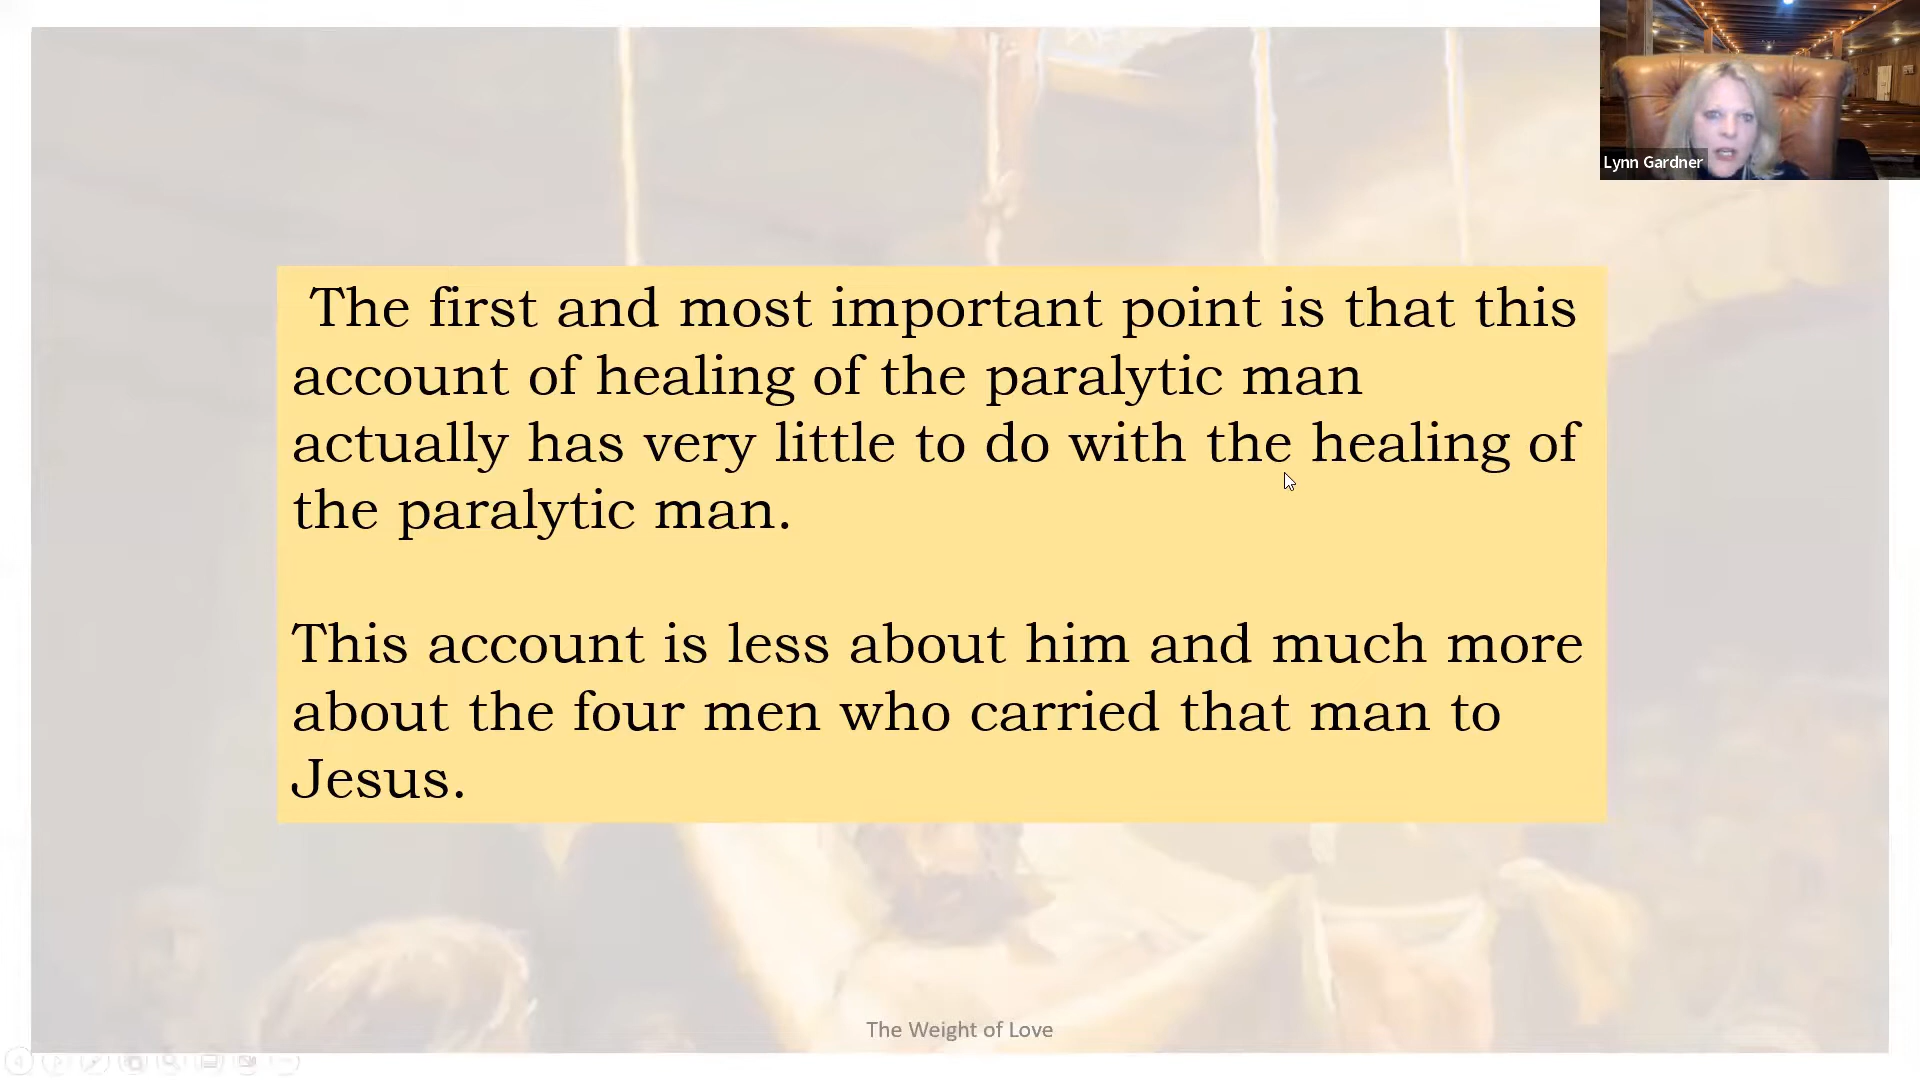 Lynn Gardner
The first and most important point is that this
account of healing of the paralytic man
actually has very little to do with the healing of
the paralytic man.
This account is less about him and much more
about the four men who carried that man to
Jesus.
The Weight of Love